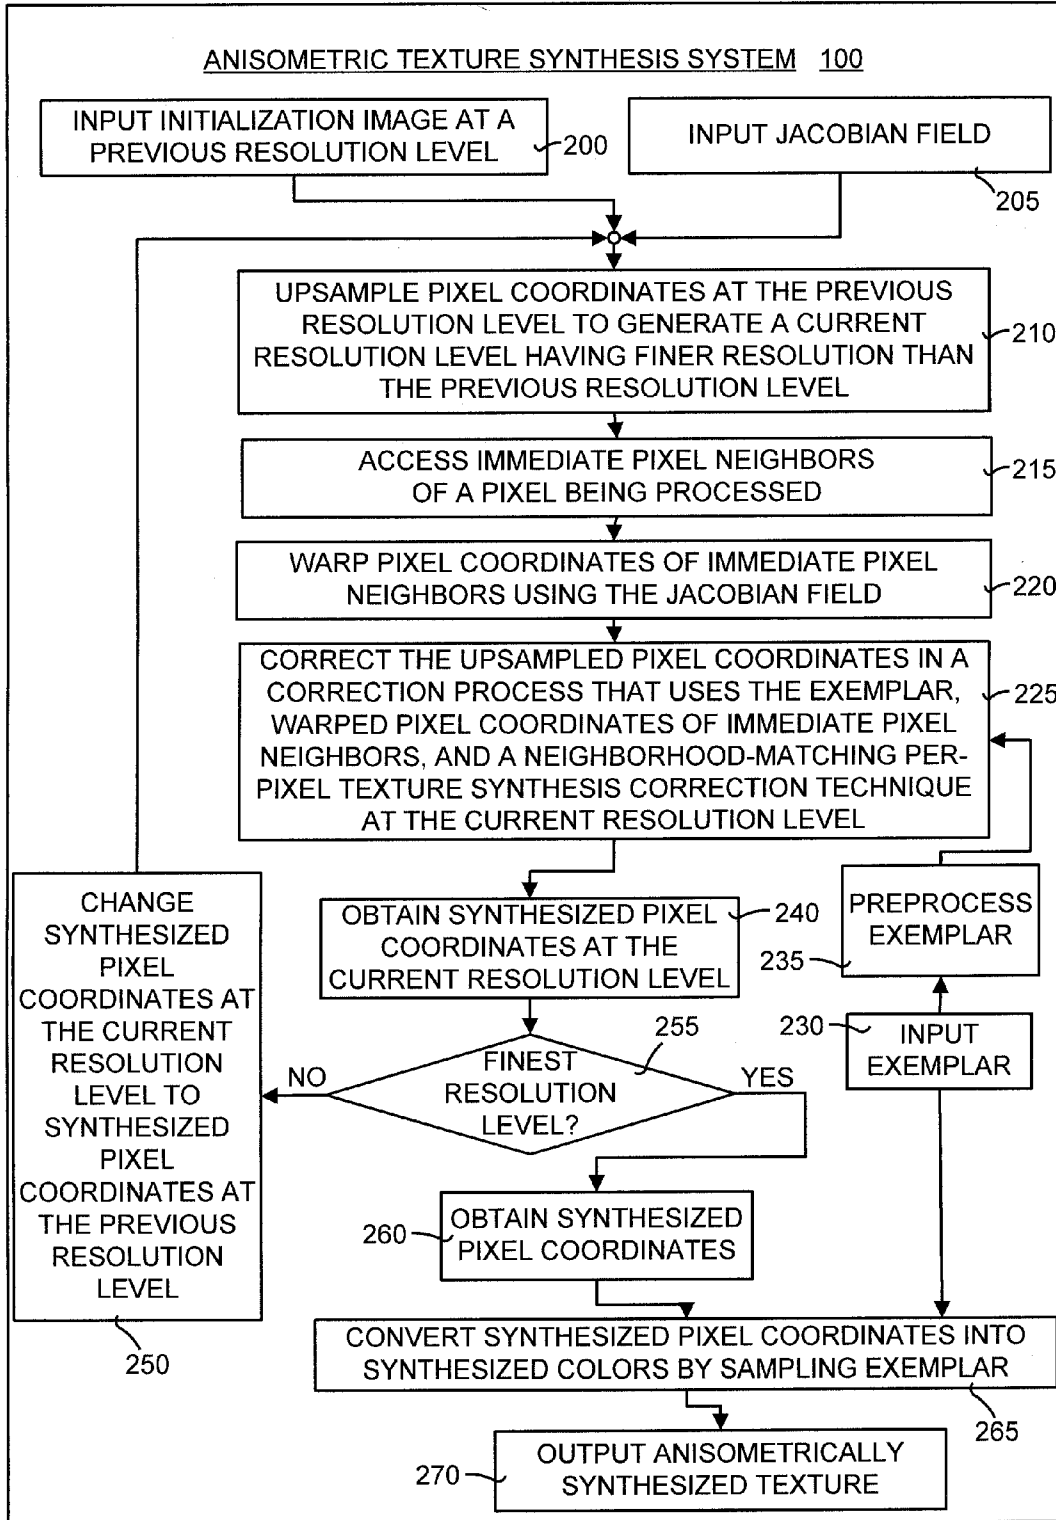 ANISOMETRIC TEXTURE SYNTHESIS SYSTEM 100
INPUT INITIALIZATION IMAGE AT A
PREVIOUS RESOLUTION LEVEL
200
INPUT JACOBIAN FIELD
205
UPSAMPLE PIXEL COORDINATES AT THE PREVIOUS
RESOLUTION LEVEL TO GENERATE A CURRENT
RESOLUTION LEVEL HAVING FINER RESOLUTION THAN
THE PREVIOUS RESOLUTION LEVEL
210
ACCESS IMMEDIATE PIXEL NEIGHBORS
OF A PIXEL BEING PROCESSED
215
WARP PIXEL COORDINATES OF IMMEDIATE PIXEL
NEIGHBORS USING THE JACOBIAN FIELD
220
CORRECT THE UPSAMPLED PIXEL COORDINATES IN A
CORRECTION PROCESS THAT USES THE EXEMPLAR,
WARPED PIXEL COORDINATES OF IMMEDIATE PIXEL
NEIGHBORS, AND A NEIGHBORHOOD-MATCHING PER-
PIXEL TEXTURE SYNTHESIS CORRECTION TECHNIQUE
AT THE CURRENT RESOLUTION LEVEL
225
CHANGE
SYNTHESIZED
PIXEL
COORDINATES AT
THE CURRENT
RESOLUTION
LEVEL TO
SYNTHESIZED
PIXEL
COORDINATES AT
THE PREVIOUS
RESOLUTION
LEVEL
250
OBTAIN SYNTHESIZED PIXEL
COORDINATES AT THE
CURRENT RESOLUTION LEVEL
240
PREPROCESS
EXEMPLAR
235
230
INPUT
EXEMPLAR
255
FINEST
RESOLUTION
LEVEL?
NO
YES
260
OBTAIN SYNTHESIZED
PIXEL COORDINATES
CONVERT SYNTHESIZED PIXEL COORDINATES INTO
SYNTHESIZED COLORS BY SAMPLING EXEMPLAR
265
OUTPUT ANISOMETRICALLY
SYNTHESIZED TEXTURE
270